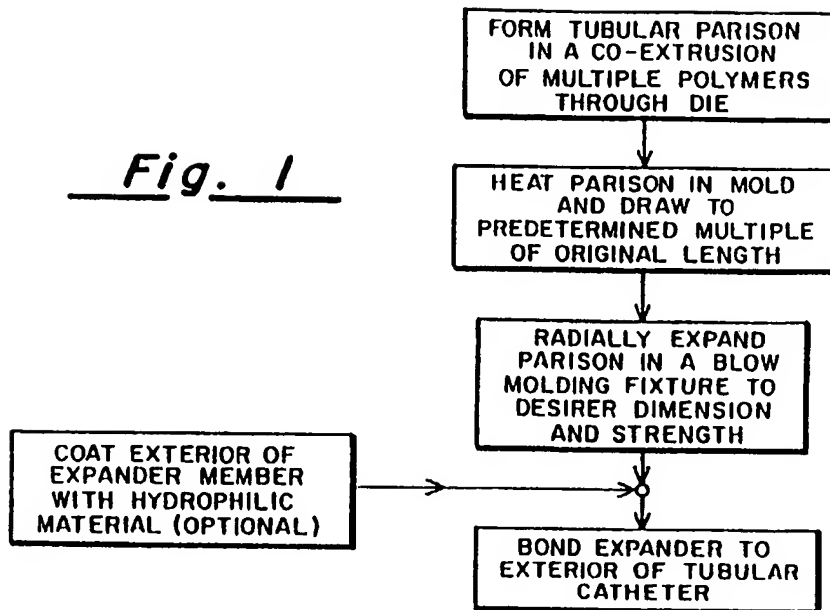 FORM TUBULAR PARISON
IN A CO-EXTRUSION
OF MULTIPLE POLYMERS
THROUGH DIE
Fig. 1
HEAT PARISON IN MOLD
AND DRAW TO
PREDETERMINED MULTIPLE
OF ORIGINAL LENGTH
RADIALLY EXPAND
PARISON IN A BLOW
MOLDING FIXTURE TO
DESIRER DIMENSION
AND STRENGTH
COAT EXTERIOR OF
EXPANDER MEMBER
WITH HYDROPHILIC
MATERIAL (OPTIONAL)
BOND EXPANDER TO
EXTERIOR OF TUBULAR
CATHETER